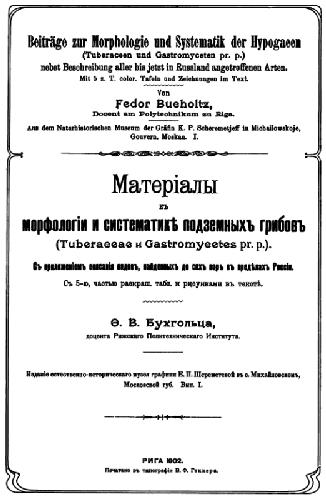 Beiträge zur Morphologie und Systematik der Hypogaeen
(Tuberaceen und Gastromyceten pr. p.)
nebst Beschreibung aller bis jetzt in Russland angetroffenen Arten.
Mit 5 z. T. color. Tafeln und Zeichnungen im Text.
Von
Fedor Bucholtz,
Docent am Polytechnikum zu Riga.
Aus dem Naturhistorischen Museum der Gräfin K. P. Scheremetjeff in Michailowskoje,
Gouvern. Moskau. I.
Матеріалы
къ
морфологіи и систематикѣ подземныхъ грибовъ
(Tuberaceae и Gastromycetes pr. p.).
Съ приложеніемъ описанія видовъ, найденныхъ до сихъ поръ въ предѣлахъ Россіи.
Съ 5-ю, частью раскраш. табл. и рисунками въ текстѣ.
Ѳ. В. Бухгольца,
доцента Рижскаго Политехническаго Института.
Изданіе естественно-историческаго музея графини Е. П. Шереметевой въ с. Михайловскомъ,
Московской губ. Вып. I.
РИГА 1902.
Печатано въ типографіи В. Ф. Геккера.